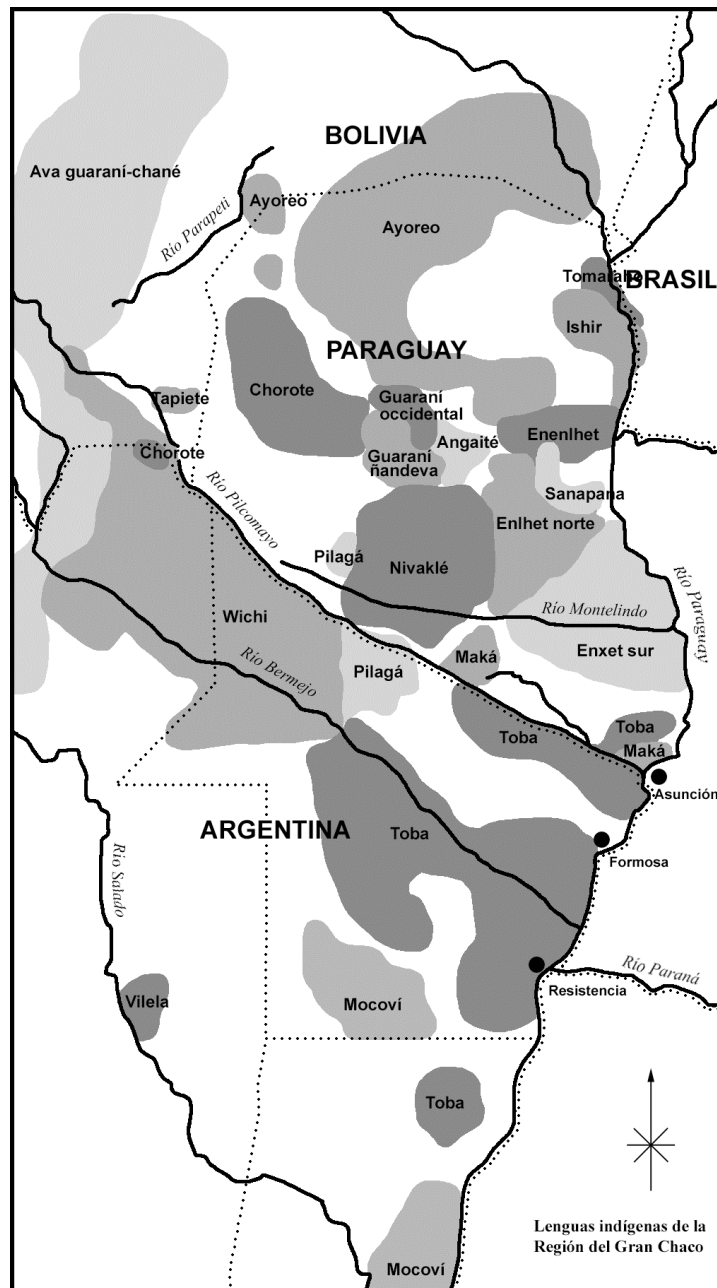 BOLIVIA
Ava guaraní-chané
Ayoreo
Río Parapeti
Ayoreo
Tomaraho
BRASIL
Ishir
PARAGUAY
Chorote
Tapiete
Guaraní
occidental
Angaité
Enenlhet
Chorote
Guaraní
ñandeva
Sanapana
Río Pilcomayo
Enlhet norte
Pilagá
Nivaklé
Río Paraguay
Wichi
Río Montelindo
Río Bermejo
Pilagá
Maká
Enxet sur
Toba
Toba
Maká
Asunción
ARGENTINA
Toba
Formosa
Río Salado
Río Paraná
Resistencia
Vilela
Mocoví
Toba
Lenguas indígenas de la
Región del Gran Chaco
Mocoví